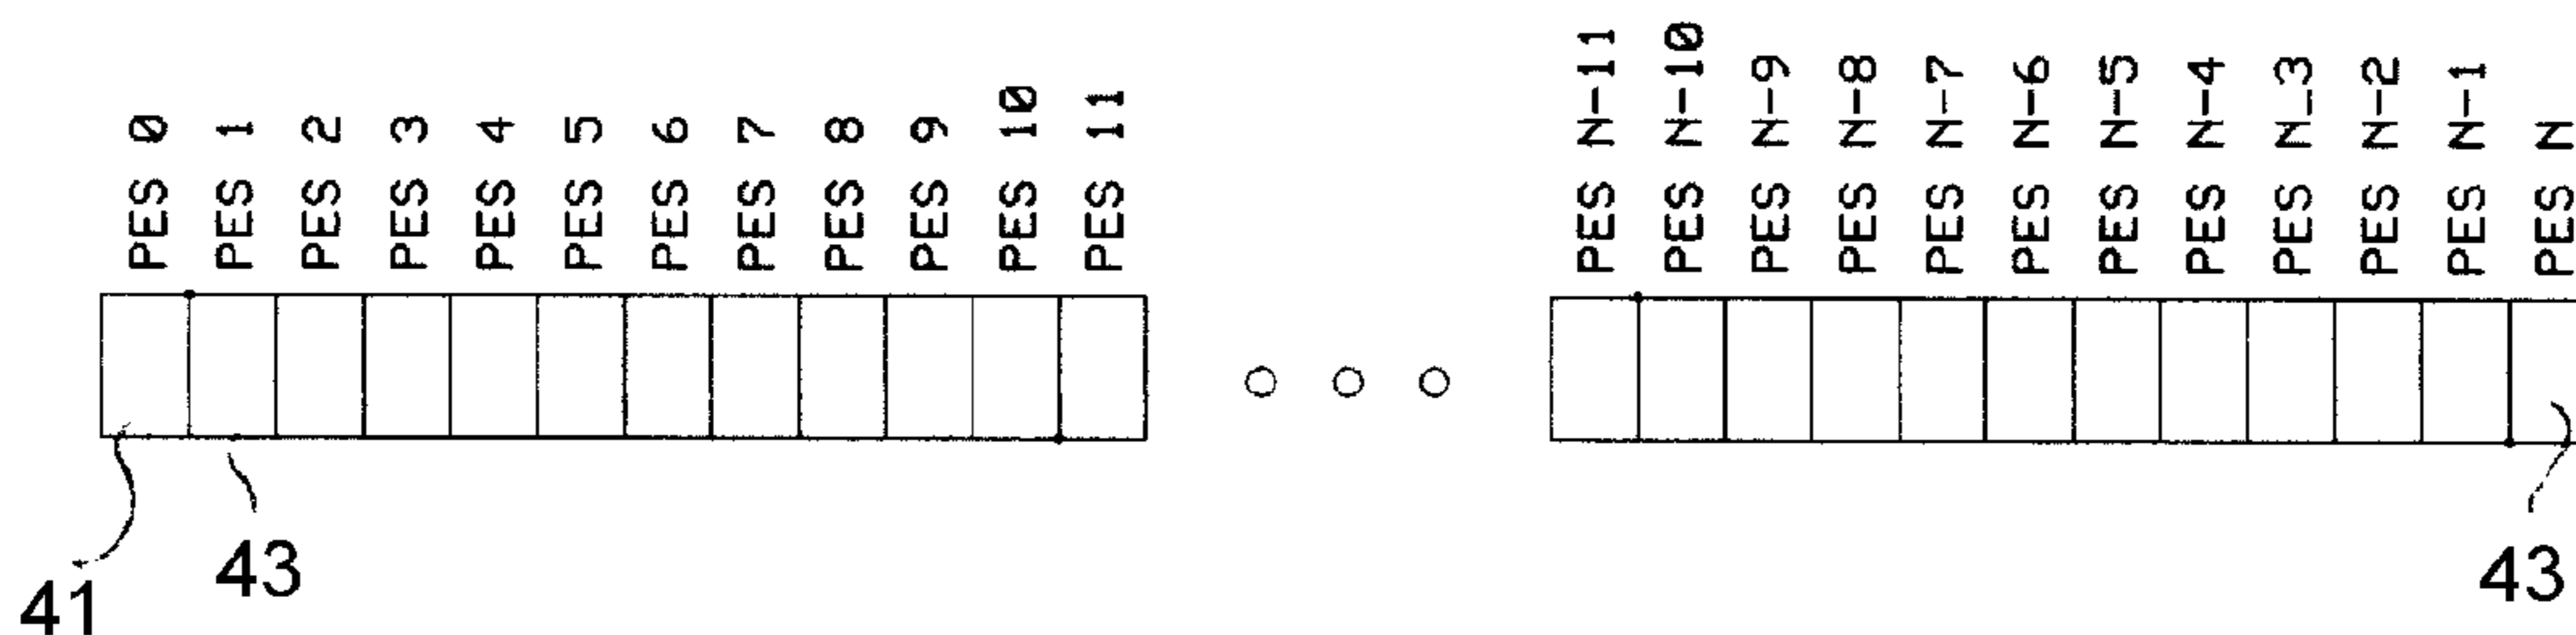 PES 0
PES 1
PES 2
PES 3
PES 4
PES 5
PES 6
PES 7
PES 8
PES 9
PES 10
PES 11
PES N-11
PES N-10
PES N-9
PES N-8
PES N-7
PES N-6
PES N-5
PES N-4
PES N-3
PES N-2
PES N-1
PES N
41
43
43